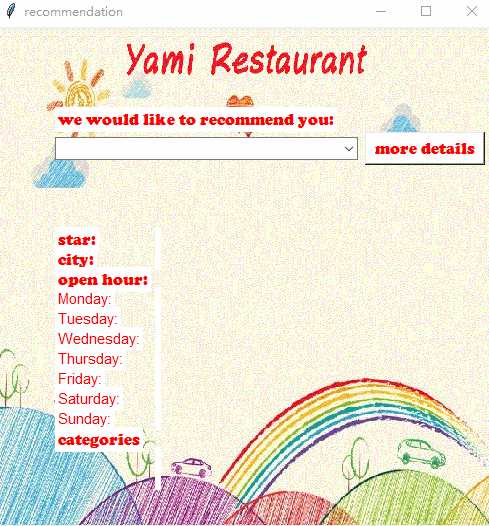 recommendation
Yami Restaurant
we would like to recommend you:
more details
star:
city:
open hour:
Monday:
Tuesday:
Wednesday:
Thursday:
Friday:
Saturday:
Sunday:
categories